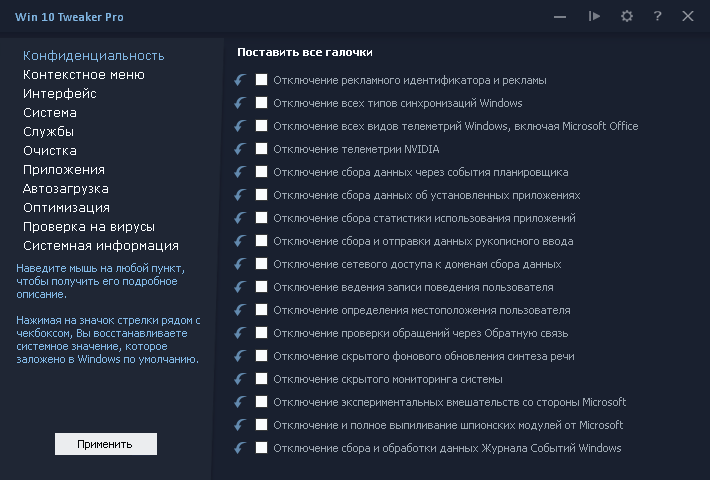 Win 10 Tweaker Pro
?
Конфиденциальность
Контекстное меню
Интерфейс
Система
Службы
Очистка
Приложения
Автозагрузка
Оптимизация
Проверка на вирусы
Системная информация
Наведите мышь на любой пункт,
чтобы получить его подробное
описание.
Нажимая на значок стрелки рядом с
чекбоксом, Вы восстанавливаете
системное значение, которое
заложено в Windows по умолчанию.
Применить
Поставить все галочки
Отключение рекламного идентификатора и рекламы
Отключение всех типов синхронизаций Windows
Отключение всех видов телеметрий Windows, включая Microsoft Office
Отключение телеметрии NVIDIA
Отключение сбора данных через события планировщика
Отключение сбора данных об установленных приложениях
Отключение сбора статистики использования приложений
Отключение сбора и отправки данных рукописного ввода
Отключение сетевого доступа к доменам сбора данных
Отключение ведения записи поведения пользователя
Отключение определения местоположения пользователя
Отключение проверки обращений через Обратную связь
Отключение скрытого фонового обновления синтеза речи
Отключение скрытого мониторинга системы
Отключение экспериментальных вмешательств со стороны Microsoft
Отключение и полное выпиливание шпионских модулей от Microsoft
Отключение сбора и обработки данных Журнала Событий Windows